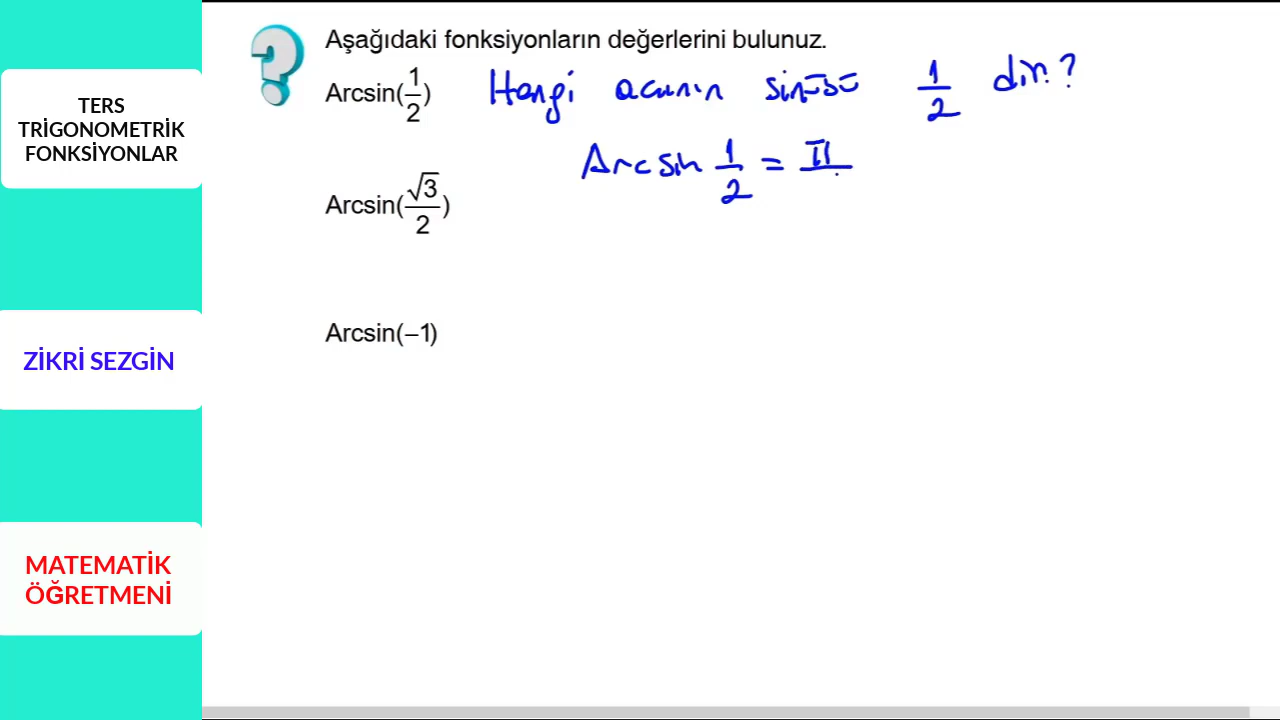 TERS
TRİGONOMETRİK
FONKSİYONLAR
ZİKRİ SEZGİN
MATEMATİK
ÖĞRETMENİ
Aşağıdaki fonksiyonların değerlerini bulunuz.
Arcsin(1/2) Hangi acının sinüsü 1/2 dir?
Arcsin 1/2 = π
Arcsin(√3/2)
Arcsin(−1)